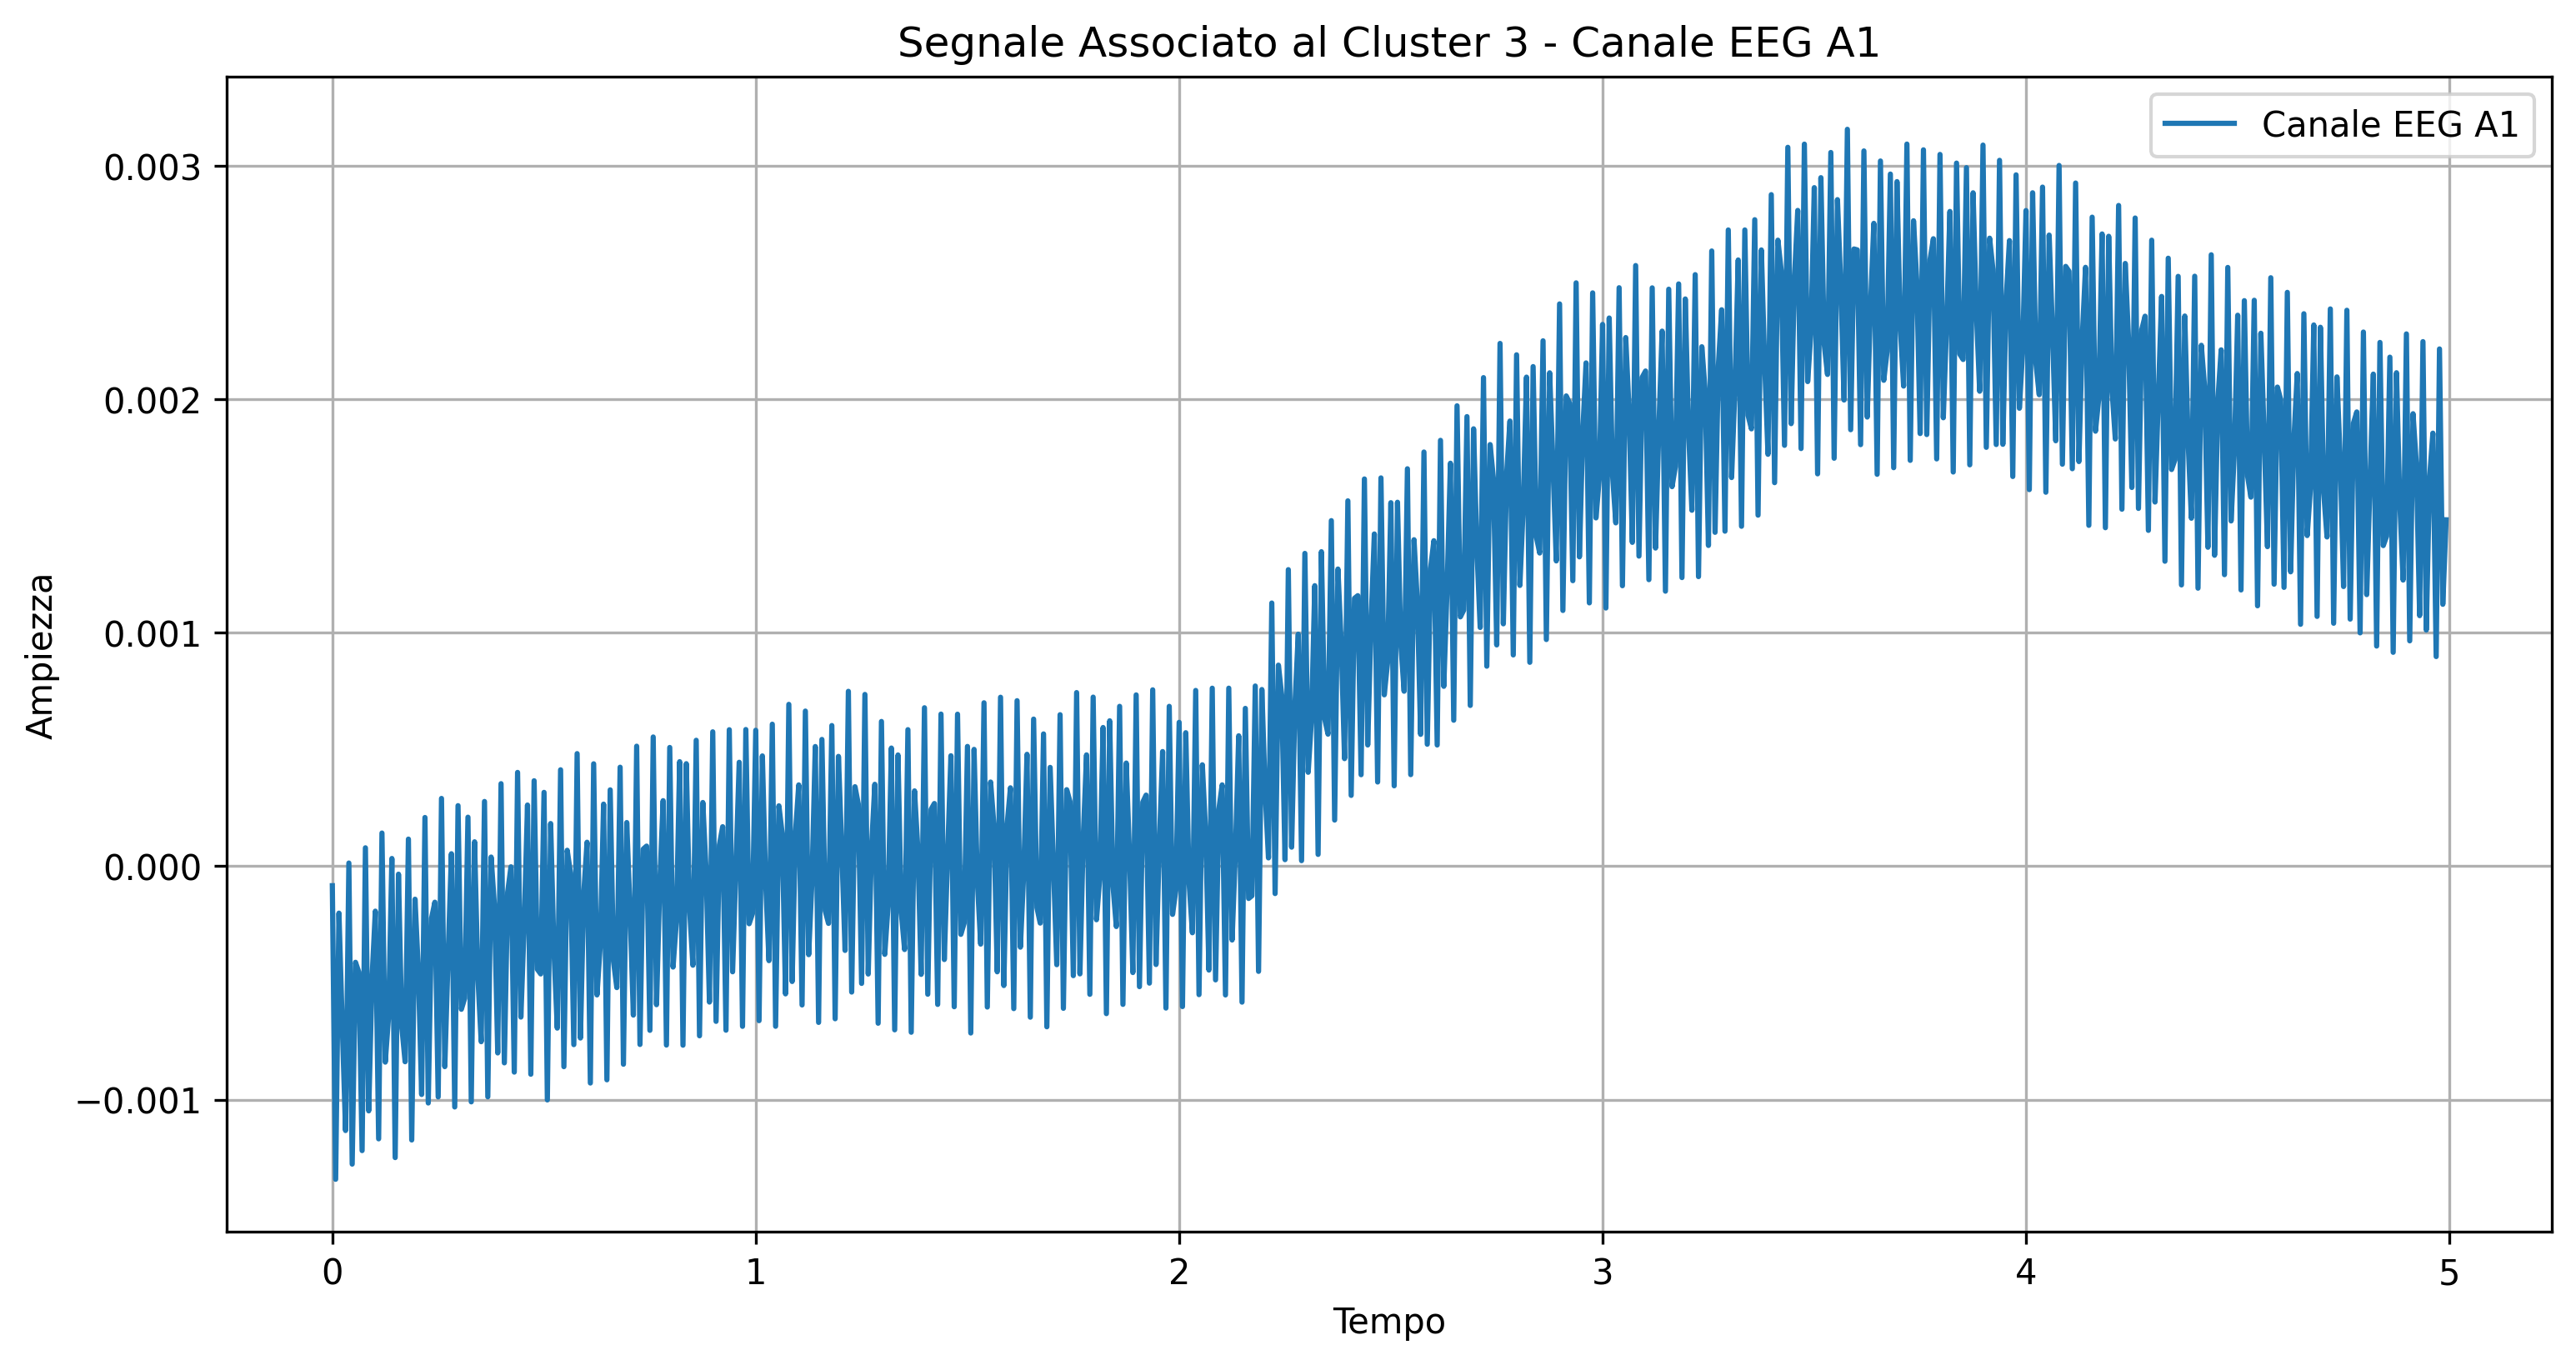 Segnale Associato al Cluster 3 - Canale EEG A1
Canale EEG A1
0.003
0.002
0.001
0.000
−0.001
Ampiezza
0 1 2 3 4 5
Tempo